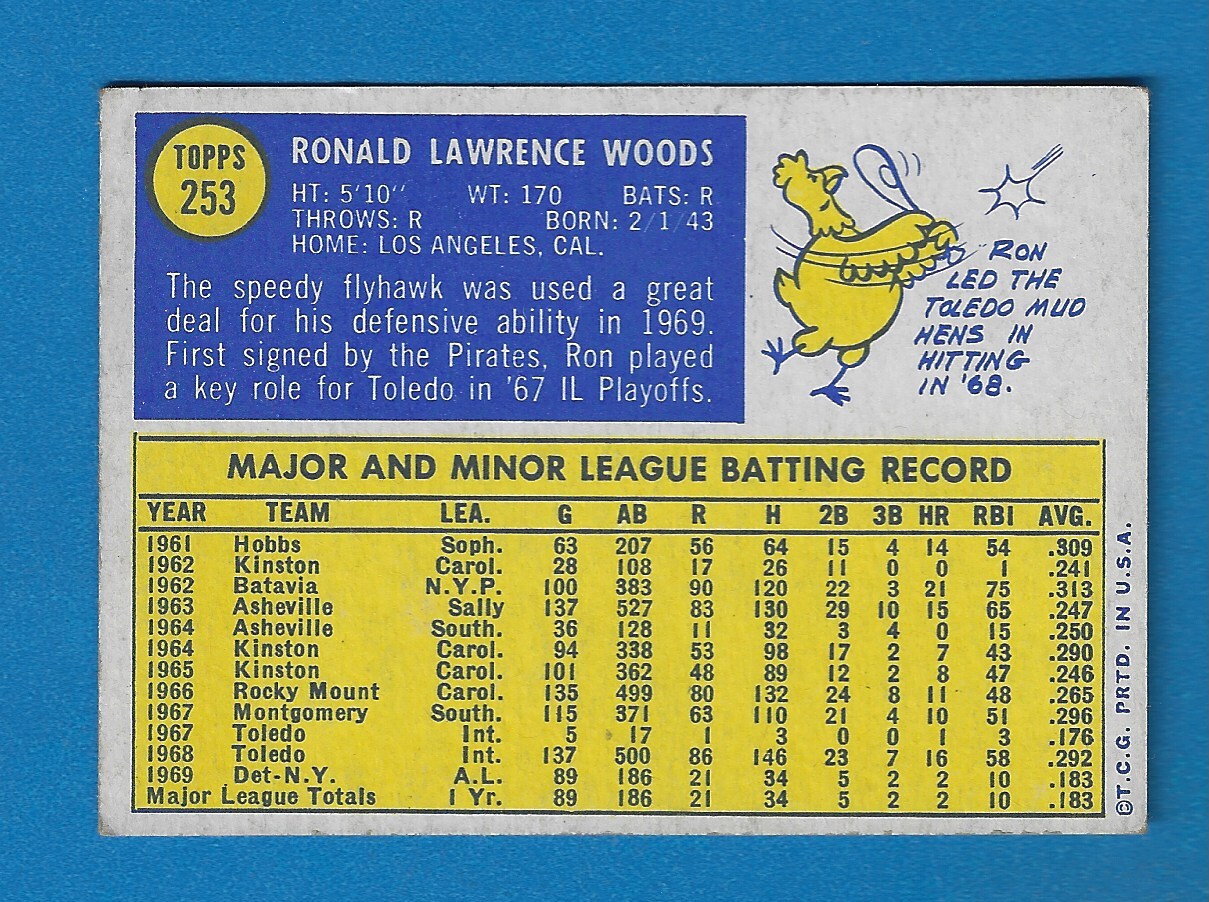 TOPPS
253
RONALD LAWRENCE WOODS
HT: 5'10" WT: 170 BATS: R
THROWS: R BORN: 2/1/43
HOME: LOS ANGELES, CAL.
The speedy flyhawk was used a great
deal for his defensive ability in 1969.
First signed by the Pirates, Ron played
a key role for Toledo in '67 IL Playoffs.
RON
LED THE
TOLEDO MUD
HENS IN
HITTING
IN '68.
MAJOR AND MINOR LEAGUE BATTING RECORD
YEAR TEAM LEA. G AB R H 2B 3B HR RBI AVG.
1961 Hobbs Soph. 63 207 56 64 15 4 14 54 .309
1962 Kinston Carol. 28 108 17 26 11 0 0 1 .241
1962 Batavia N.Y.P. 100 383 90 120 22 3 21 75 .313
1963 Asheville Sally 137 527 83 130 29 10 15 65 .247
1964 Asheville South. 36 128 11 32 3 4 0 15 .250
1964 Kinston Carol. 94 338 53 98 17 2 7 43 .290
1965 Kinston Carol. 101 362 48 89 12 2 8 47 .246
1966 Rocky Mount Carol. 135 499 80 132 24 8 11 48 .265
1967 Montgomery South. 115 371 63 110 21 4 10 51 .296
1967 Toledo Int. 5 17 1 3 0 0 1 3 .176
1968 Toledo Int. 137 500 86 146 23 7 16 58 .292
1969 Det-N.Y. A.L. 89 186 21 34 5 2 2 10 .183
Major League Totals 1 Yr. 89 186 21 34 5 2 2 10 .183
©T.C.G. PRTD. IN U.S.A.